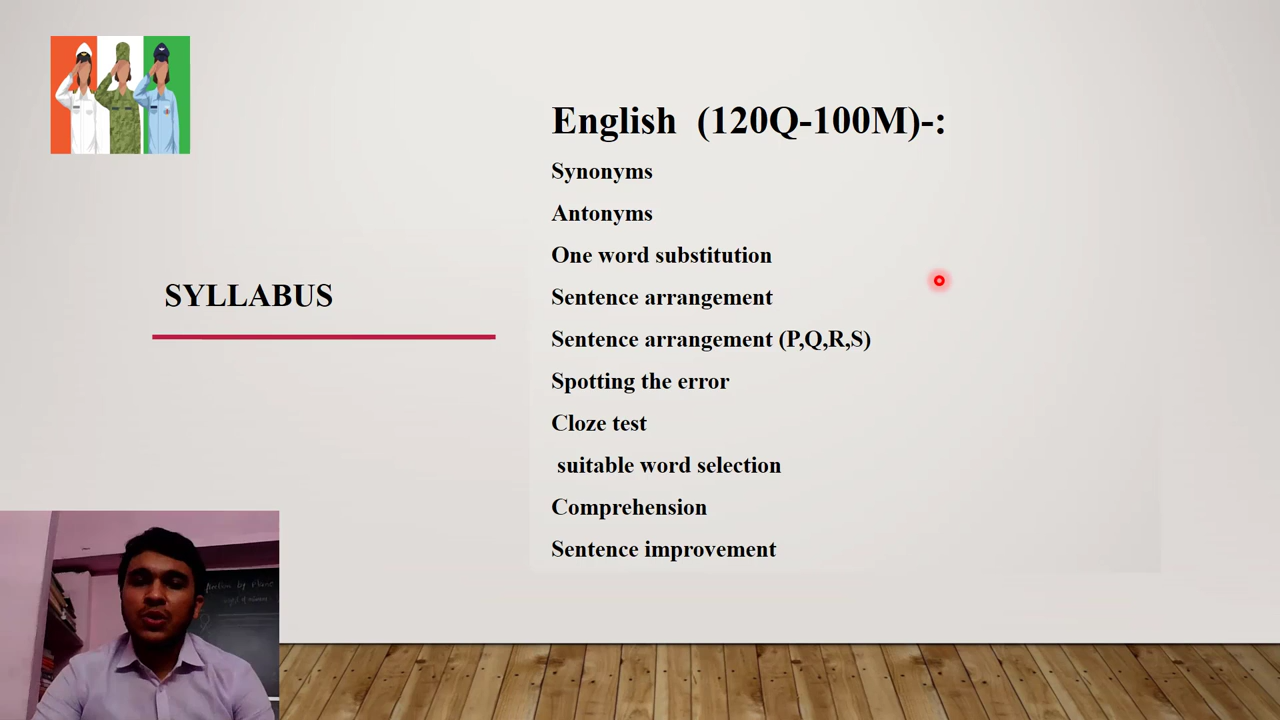 English (120Q-100M)-:
Synonyms
Antonyms
One word substitution
Sentence arrangement
SYLLABUS
Sentence arrangement (P,Q,R,S)
Spotting the error
Cloze test
suitable word selection
Comprehension
Sentence improvement